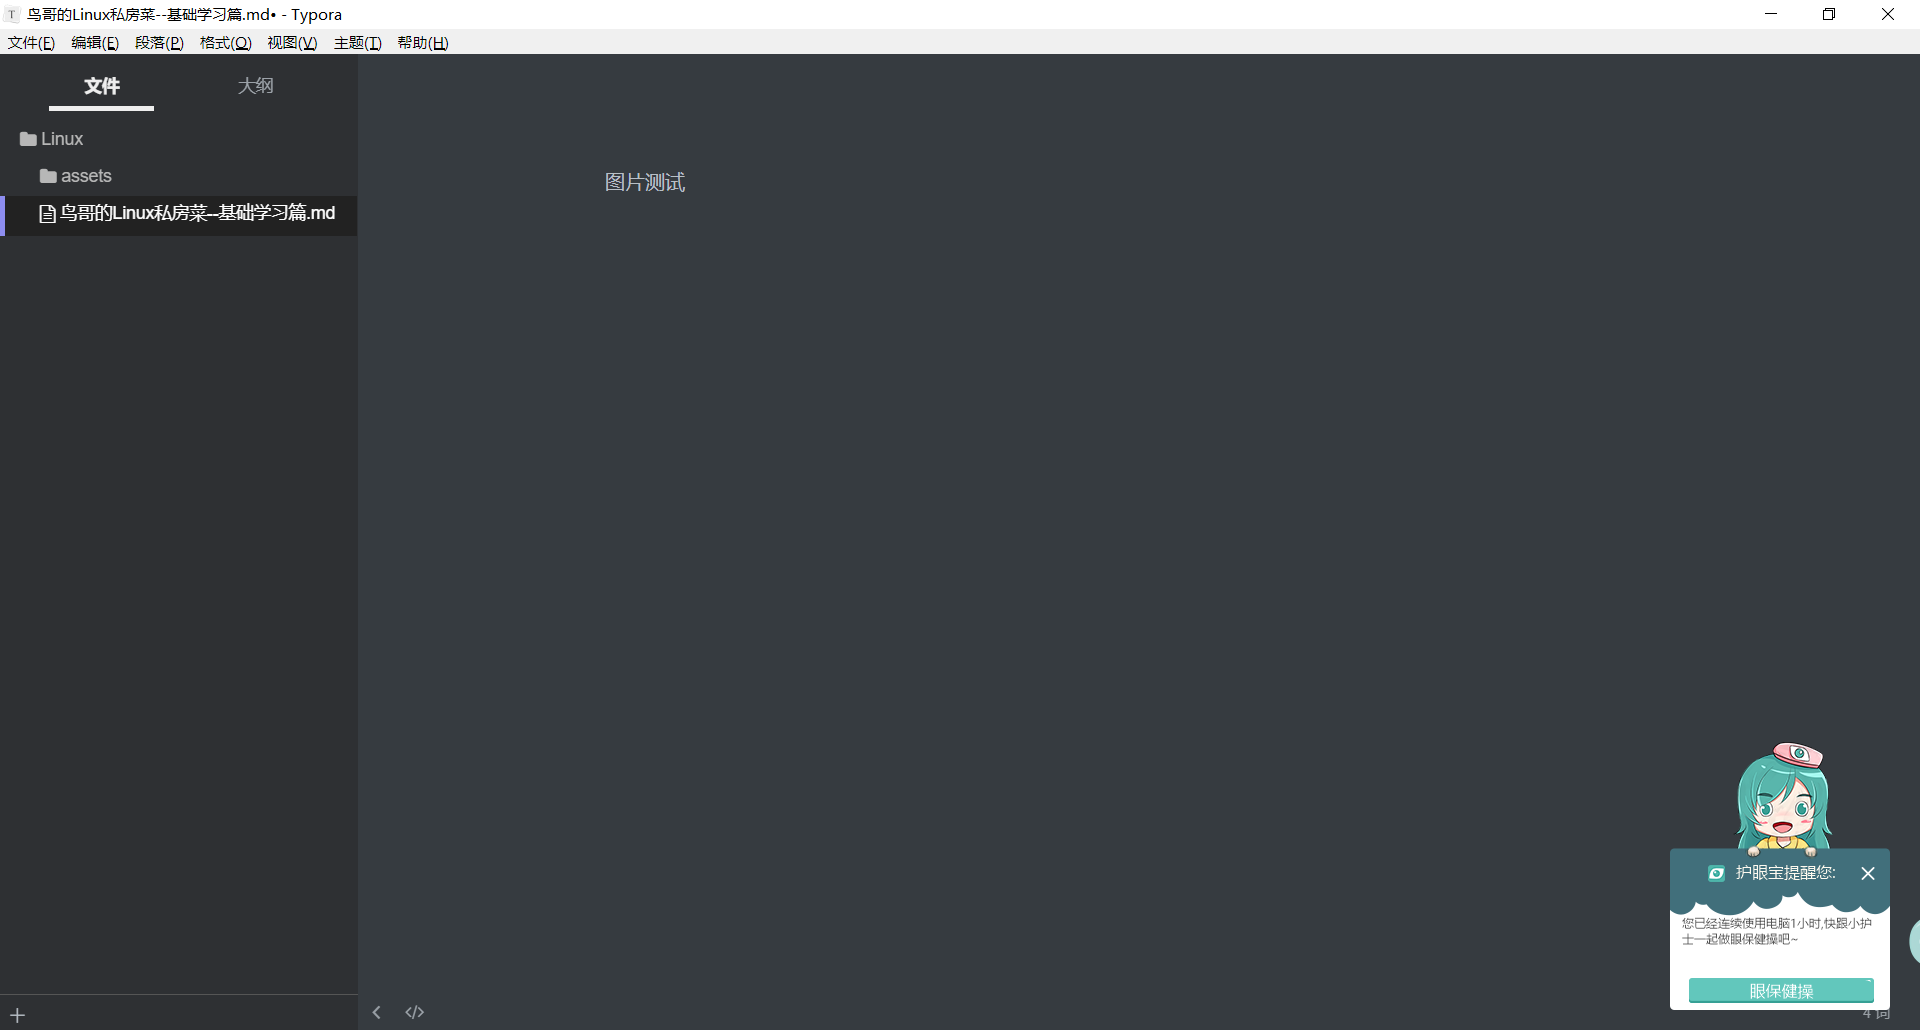 鸟哥的Linux私房菜--基础学习篇.md• - Typora
文件(F) 编辑(E) 段落(P) 格式(O) 视图(V) 主题(T) 帮助(H)
文件 大纲
Linux
assets
鸟哥的Linux私房菜--基础学习篇.md
图片测试
护眼宝提醒您:
您已经连续使用电脑1小时,快跟小护
士一起做眼保健操吧~
眼保健操
4 词